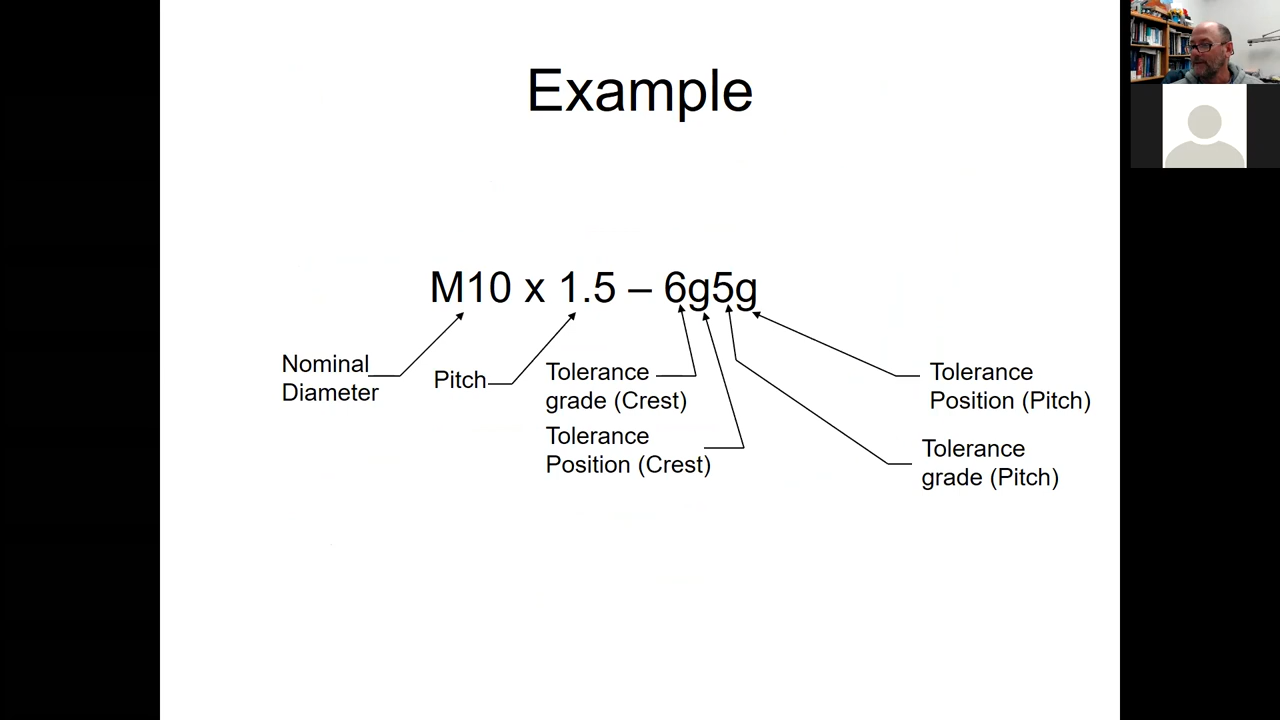 Example
M10 x 1.5 – 6g5g
Nominal
Diameter
Pitch
Tolerance
grade (Crest)
Tolerance
Position (Crest)
Tolerance
Position (Pitch)
Tolerance
grade (Pitch)